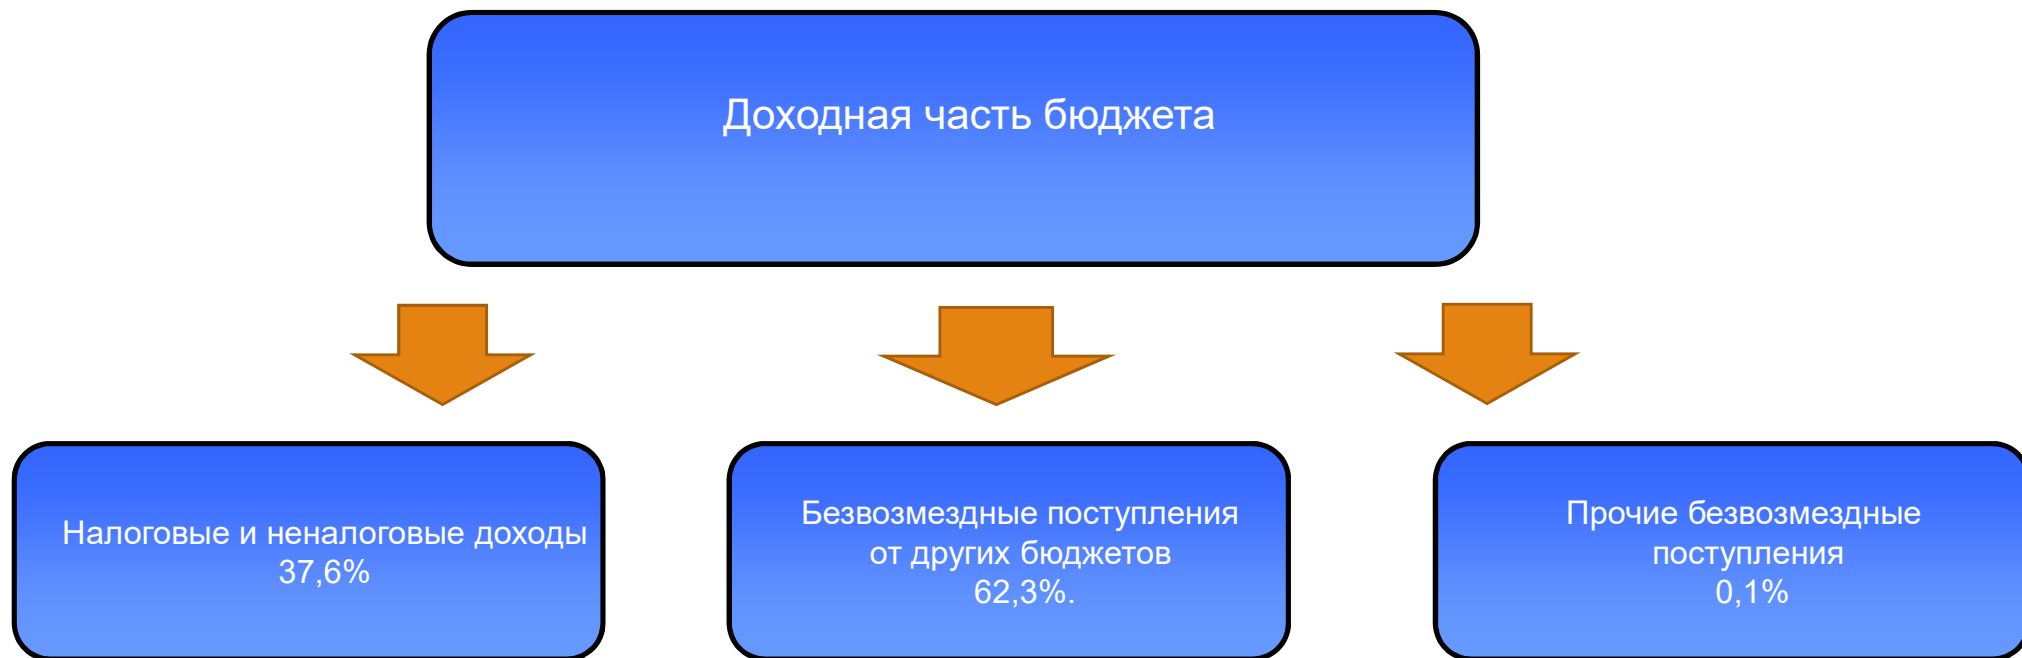 Доходная часть бюджета
Налоговые и неналоговые доходы
37,6%
Безвозмездные поступления
от других бюджетов
62,3%.
Прочие безвозмездные
поступления
0,1%